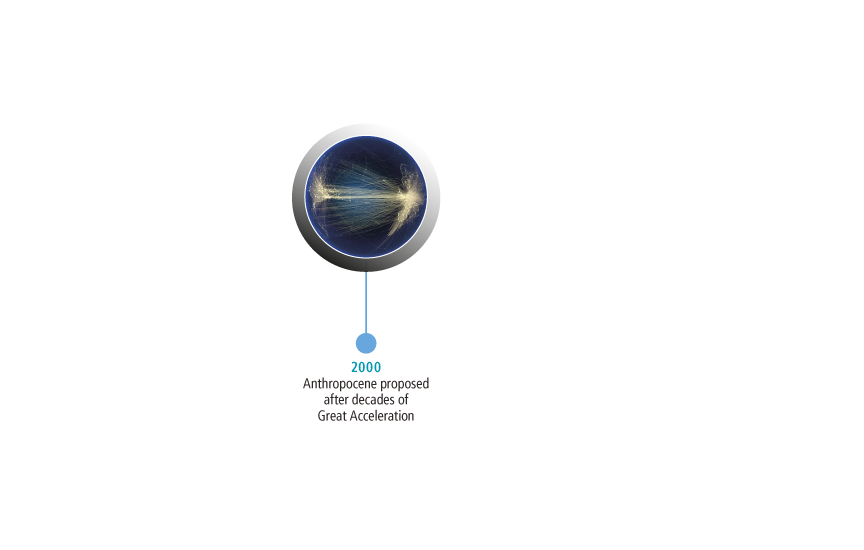 2000
Anthropocene proposed
after decades of
Great Acceleration